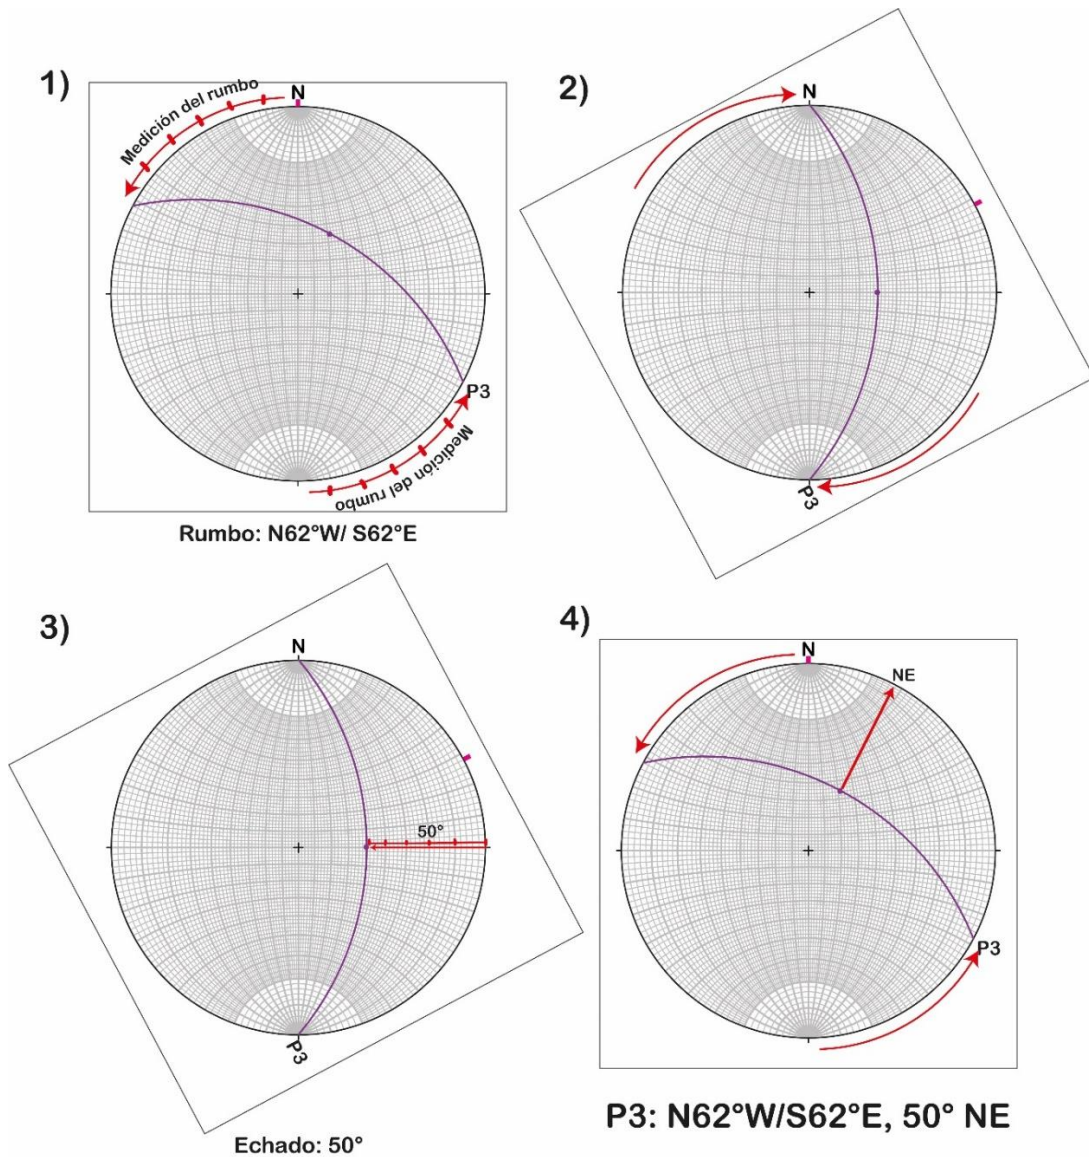 1)
N
Medición del rumbo
P3
Medición del rumbo
Rumbo: N62°W/ S62°E
2)
N
P3
3)
N
50°
P3
Echado: 50°
4)
N
NE
P3
P3: N62°W/S62°E, 50° NE